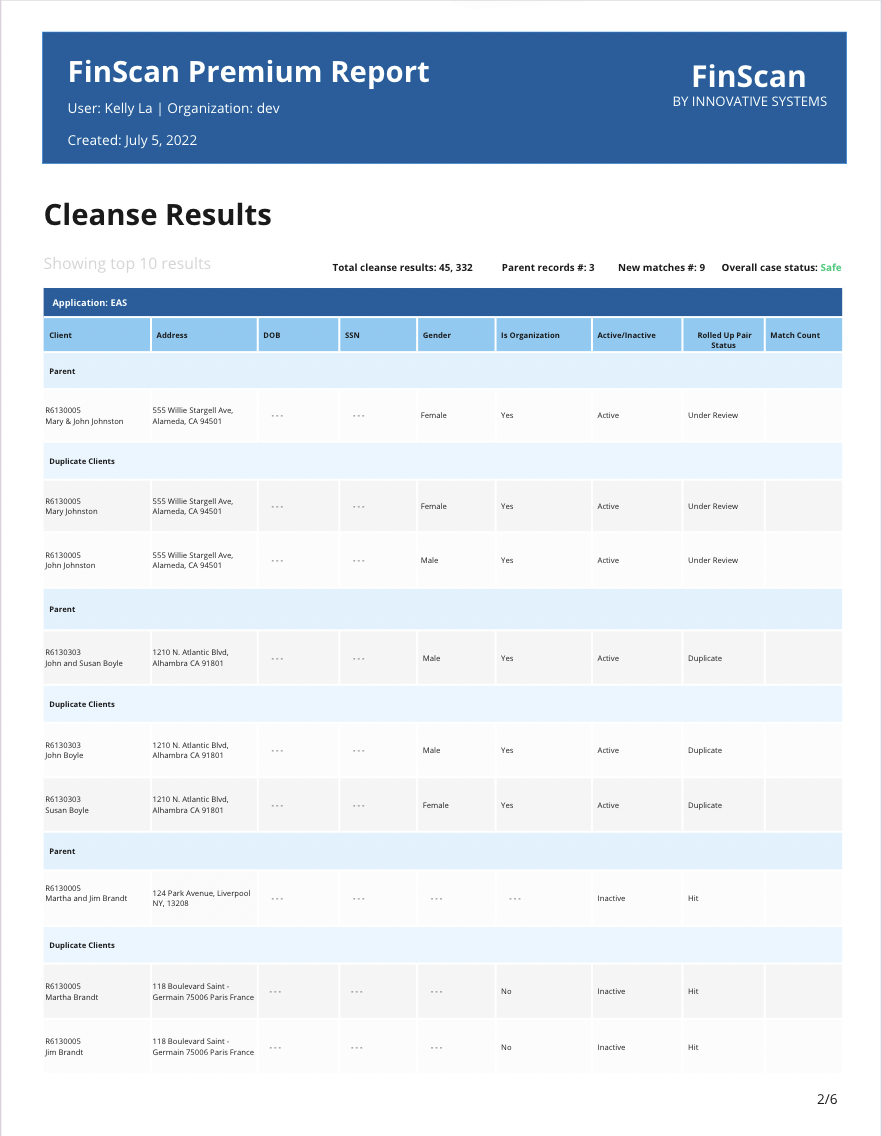 FinScan Premium Report
User: Kelly La | Organization: dev
Created: July 5, 2022
FinScan
BY INNOVATIVE SYSTEMS
Cleanse Results
Showing top 10 results
Total cleanse results: 45, 332 Parent records #: 3 New matches #: 9 Overall case status: Safe
Application: EAS
Client Address DOB SSN Gender Is Organization Active/Inactive Rolled Up Pair Status Match Count
Parent
R6130005
Mary & John Johnston
555 Willie Stargell Ave,
Alameda, CA 94501
--- --- Female Yes Active Under Review
Duplicate Clients
R6130005
Mary Johnston
555 Willie Stargell Ave,
Alameda, CA 94501
--- --- Female Yes Active Under Review
R6130005
John Johnston
555 Willie Stargell Ave,
Alameda, CA 94501
--- --- Male Yes Active Under Review
Parent
R6130303
John and Susan Boyle
1210 N. Atlantic Blvd,
Alhambra CA 91801
--- --- Male Yes Active Duplicate
Duplicate Clients
R6130303
John Boyle
1210 N. Atlantic Blvd,
Alhambra CA 91801
--- --- Male Yes Active Duplicate
R6130303
Susan Boyle
1210 N. Atlantic Blvd,
Alhambra CA 91801
--- --- Female Yes Active Duplicate
Parent
R6130005
Martha and Jim Brandt
124 Park Avenue, Liverpool
NY, 13208
--- --- --- --- Inactive Hit
Duplicate Clients
R6130005
Martha Brandt
118 Boulevard Saint -
Germain 75006 Paris France
--- --- --- No Inactive Hit
R6130005
Jim Brandt
118 Boulevard Saint -
Germain 75006 Paris France
--- --- --- No Inactive Hit
2/6